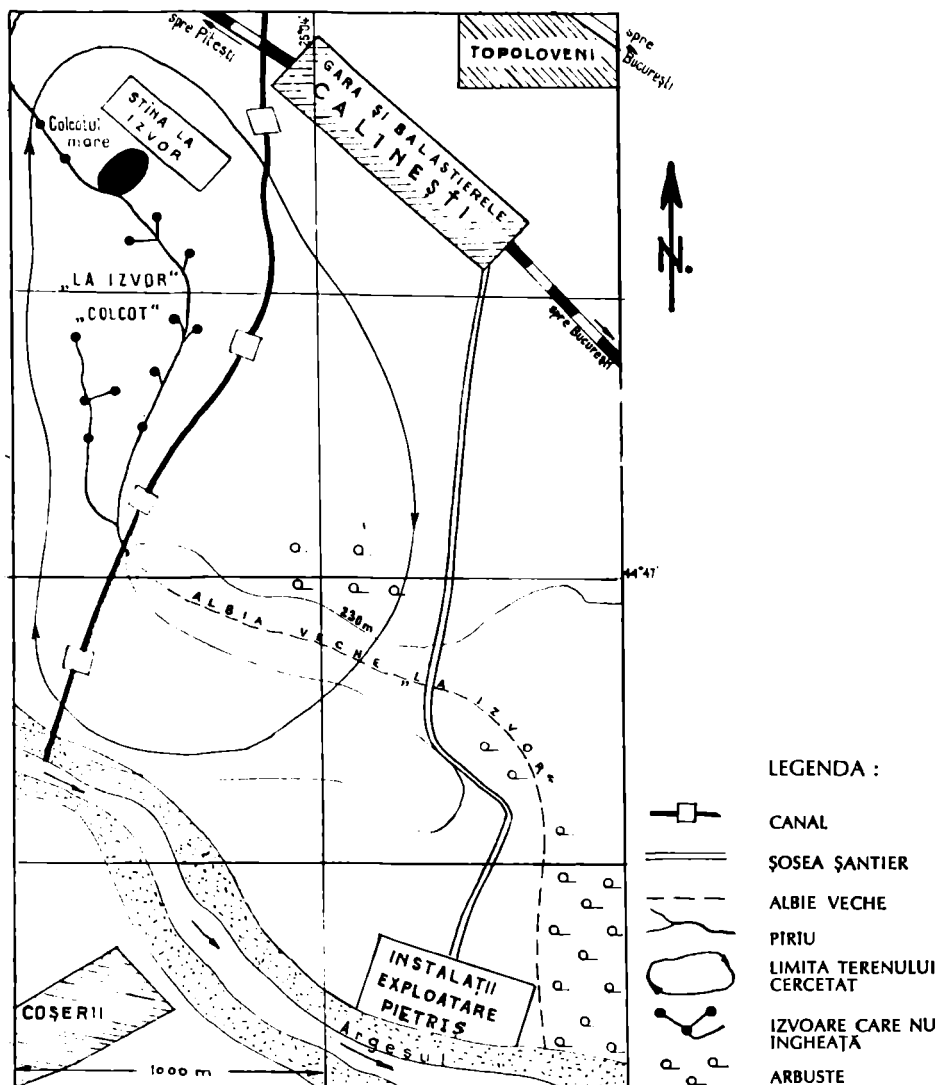 spre Pitești
25°04'
TOPOLOVENI
spre
București
GARA ȘI BALASTIERELE
CALINEȘTI
STÎNA LA
IZVOR
Colcotul
mare
N.
„LA IZVOR"
„COLCOT"
spre București
44°47'
230m
ALBIA VECHE „LA IZVOR"
INSTALAȚII
EXPLOATARE
PIETRIS
COȘERII
Argeșul
1000 m
LEGENDA :
CANAL
ȘOSEA ȘANTIER
ALBIE VECHE
PÎRÎU
LIMITA TERENULUI
CERCETAT
IZVOARE CARE NU
INGHEAȚĂ
ARBUSTE